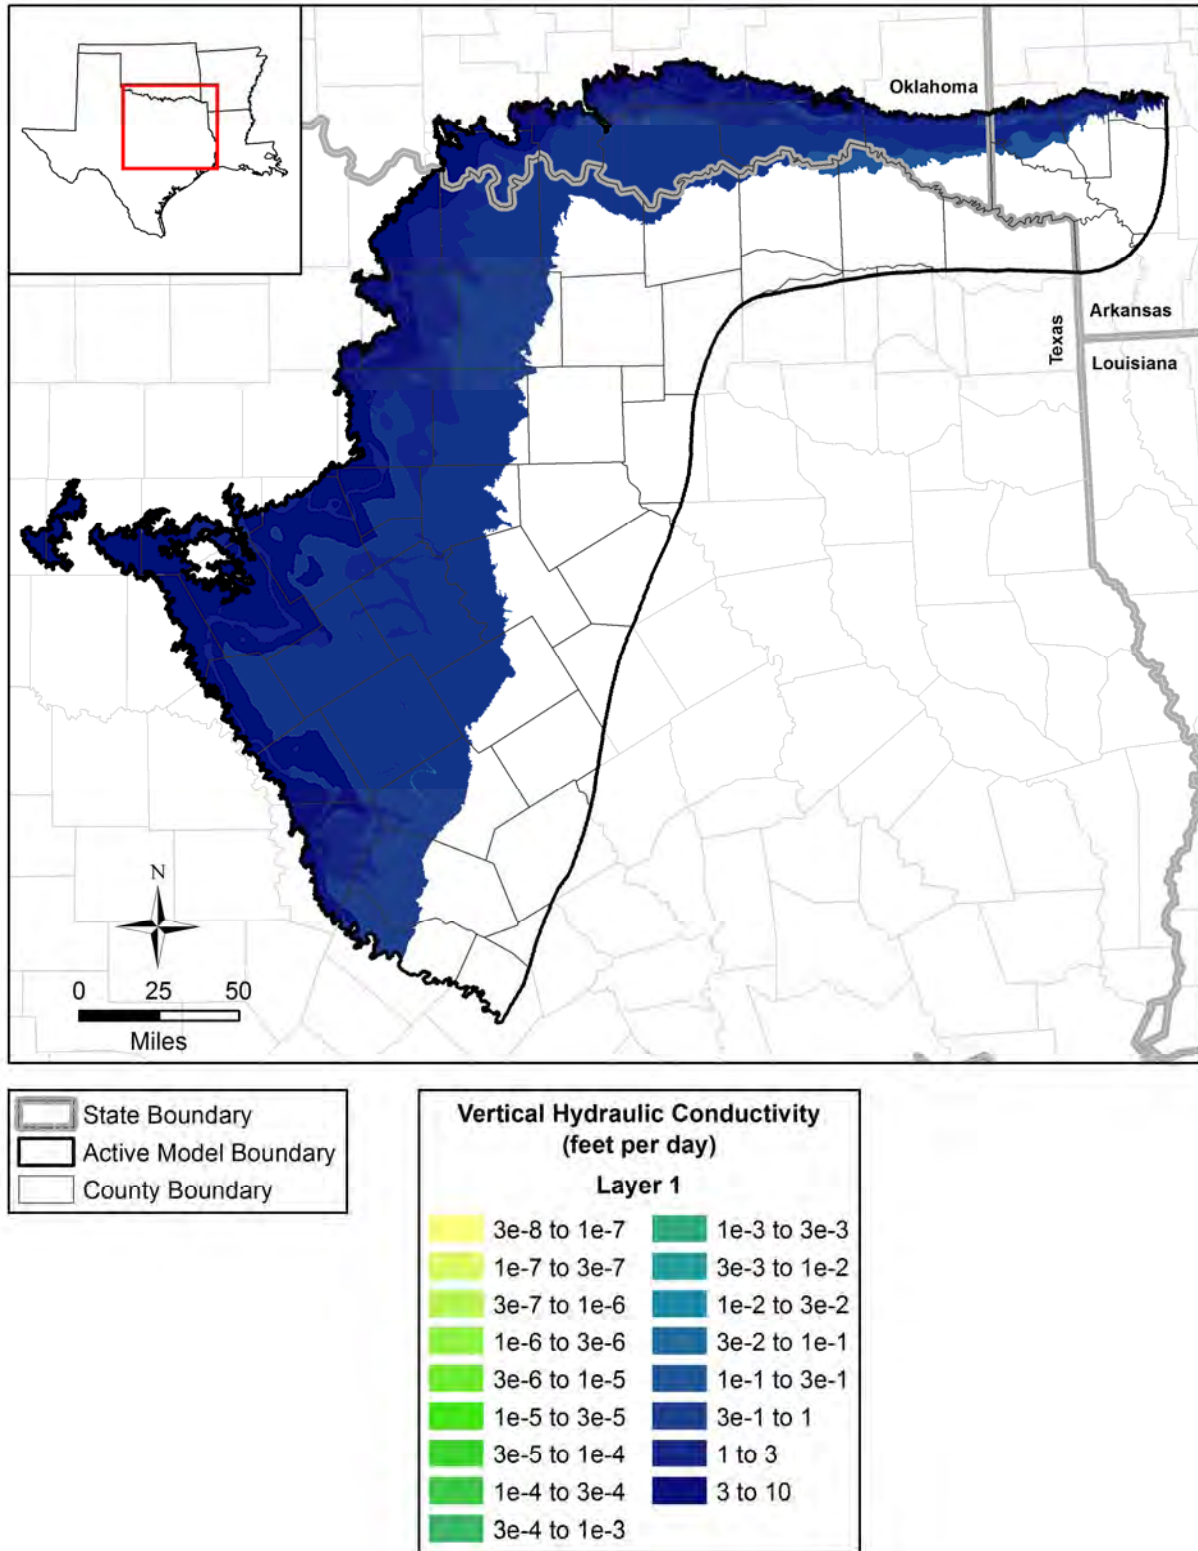 Oklahoma
Arkansas
Texas
Louisiana
N
0 25 50
Miles
State Boundary
Active Model Boundary
County Boundary
Vertical Hydraulic Conductivity
(feet per day)
Layer 1
3e-8 to 1e-7
1e-7 to 3e-7
3e-7 to 1e-6
1e-6 to 3e-6
3e-6 to 1e-5
1e-5 to 3e-5
3e-5 to 1e-4
1e-4 to 3e-4
3e-4 to 1e-3
1e-3 to 3e-3
3e-3 to 1e-2
1e-2 to 3e-2
3e-2 to 1e-1
1e-1 to 3e-1
3e-1 to 1
1 to 3
3 to 10